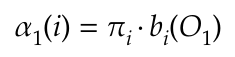 α₁(i) = πᵢ · bᵢ(O₁)